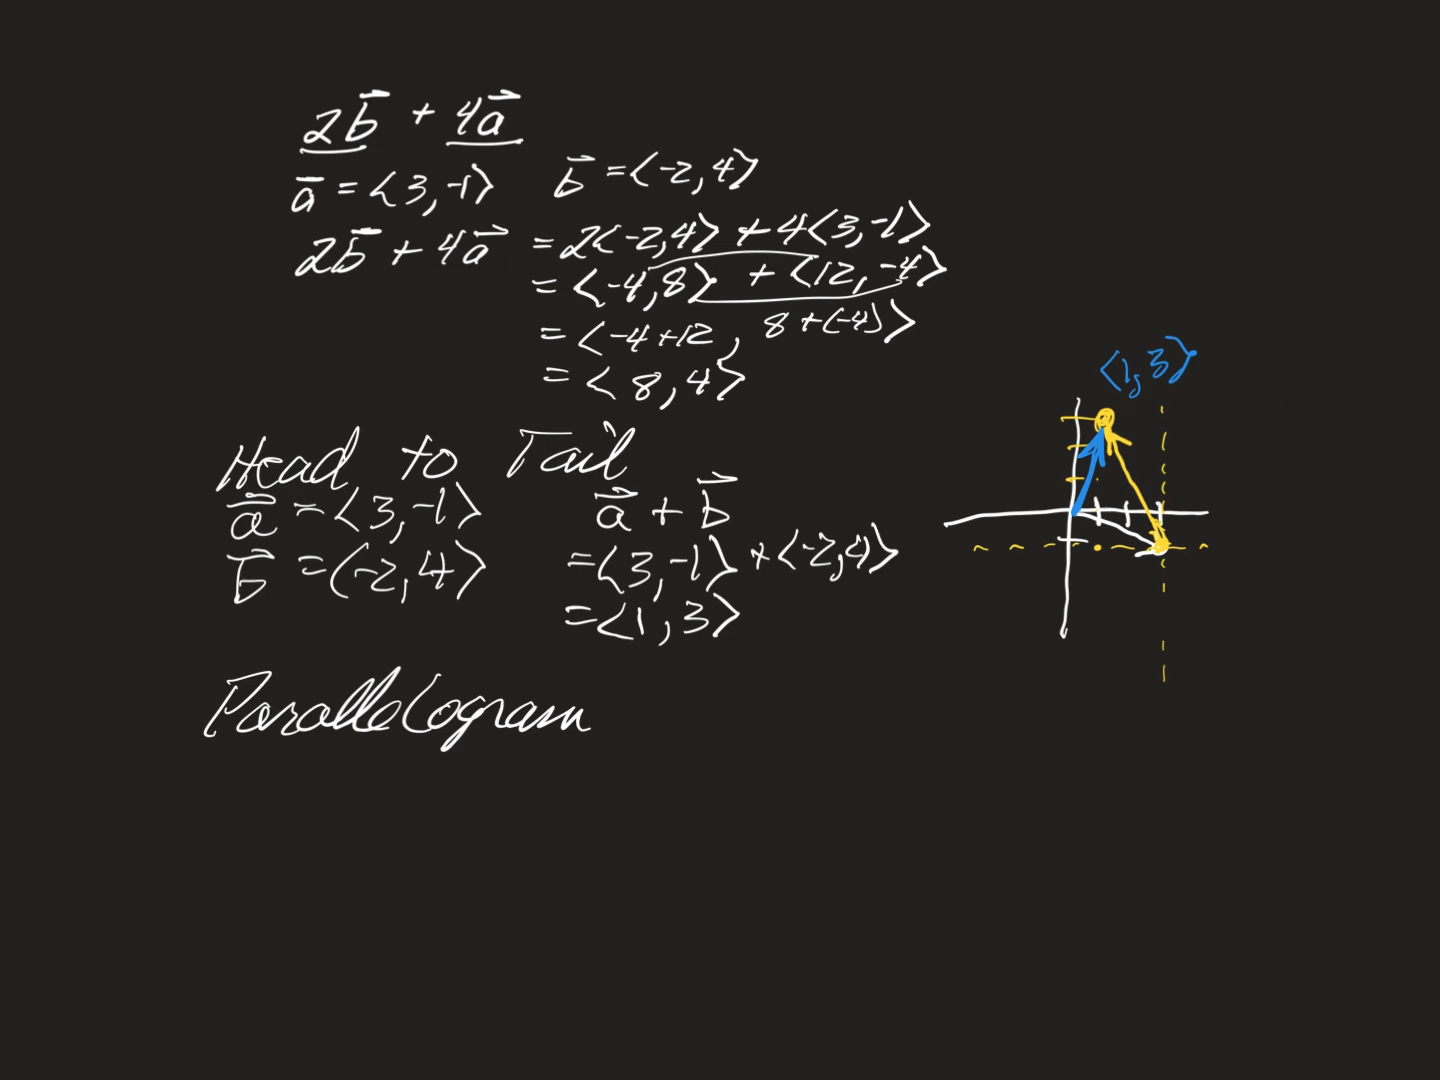 2b⃗ + 4a⃗
a⃗ = ⟨3,-1⟩ b⃗ = ⟨-2,4⟩
2b⃗ + 4a⃗ = 2⟨-2,4⟩ + 4⟨3,-1⟩
= ⟨-4,8⟩ + ⟨12,-4⟩
= ⟨-4+12, 8+(-4)⟩
= ⟨8,4⟩
⟨1,3⟩
Head to Tail
a⃗ = ⟨3,-1⟩ a⃗ + b⃗
b⃗ = ⟨-2,4⟩ = ⟨3,-1⟩ + ⟨-2,4⟩
= ⟨1,3⟩
Parallelogram